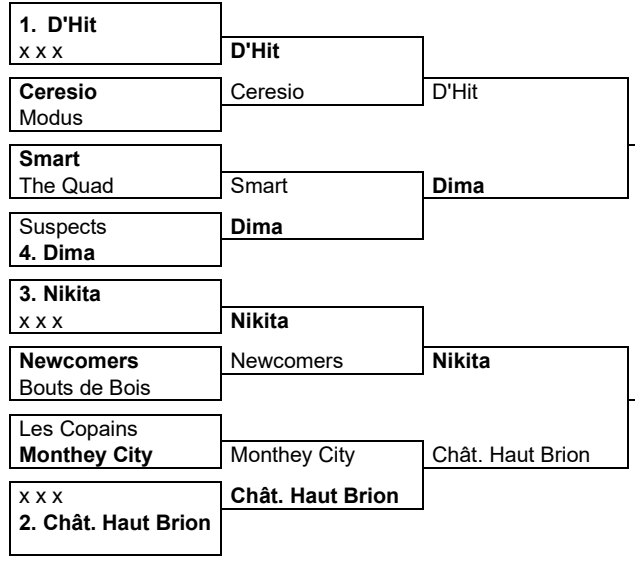 1. D'Hit
x x x
Ceresio
Modus
Smart
The Quad
Suspects
4. Dima
3. Nikita
x x x
Newcomers
Bouts de Bois
Les Copains
Monthey City
x x x
2. Chât. Haut Brion
D'Hit
Ceresio
Smart
Dima
Nikita
Newcomers
Monthey City
Chât. Haut Brion
D'Hit
Dima
Nikita
Chât. Haut Brion